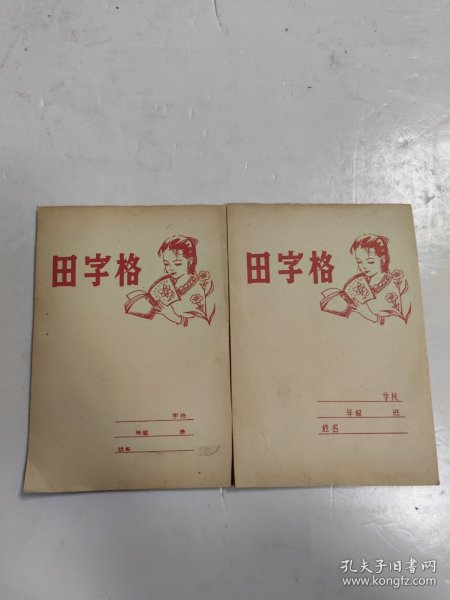 田字格
学校
年级 班
姓名
田字格
学校
年级 班
姓名
孔夫子旧书网
www.kongfz.com